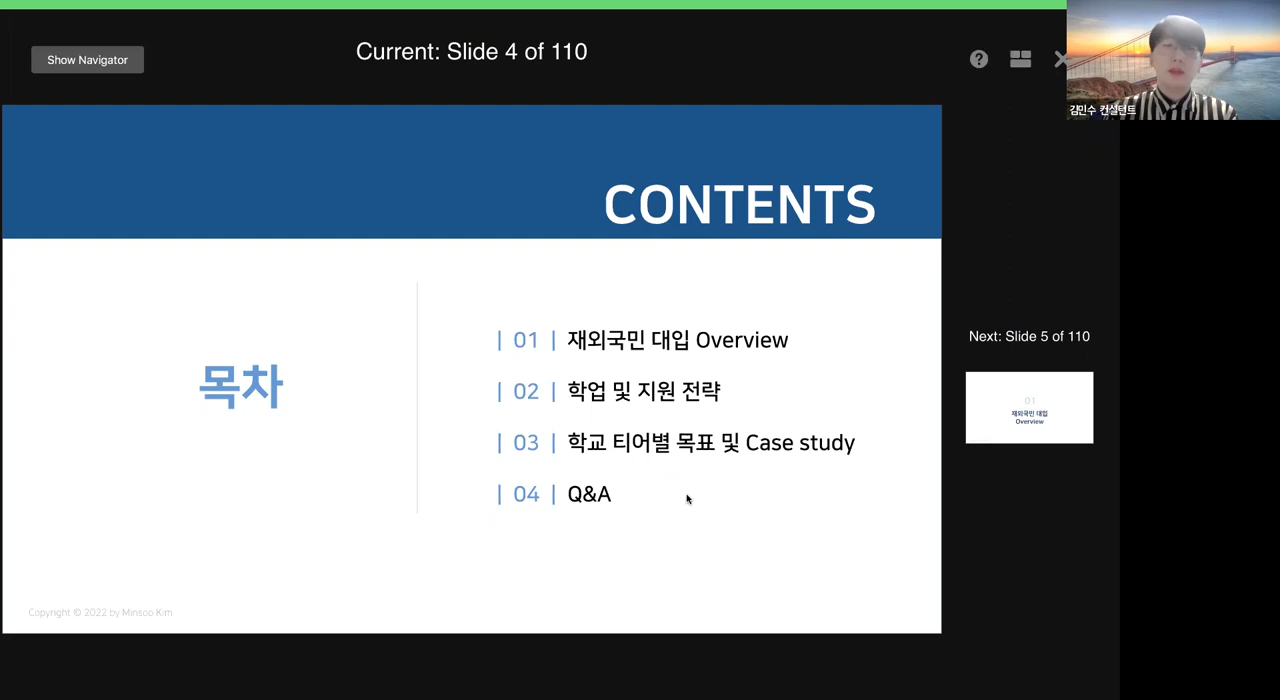 Show Navigator
Current: Slide 4 of 110
김민수 컨설턴트
CONTENTS
목차
| 01 | 재외국민 대입 Overview
| 02 | 학업 및 지원 전략
| 03 | 학교 티어별 목표 및 Case study
| 04 | Q&A
Next: Slide 5 of 110
01
재외국민 대입
Overview
Copyright © 2022 by Minsoo Kim